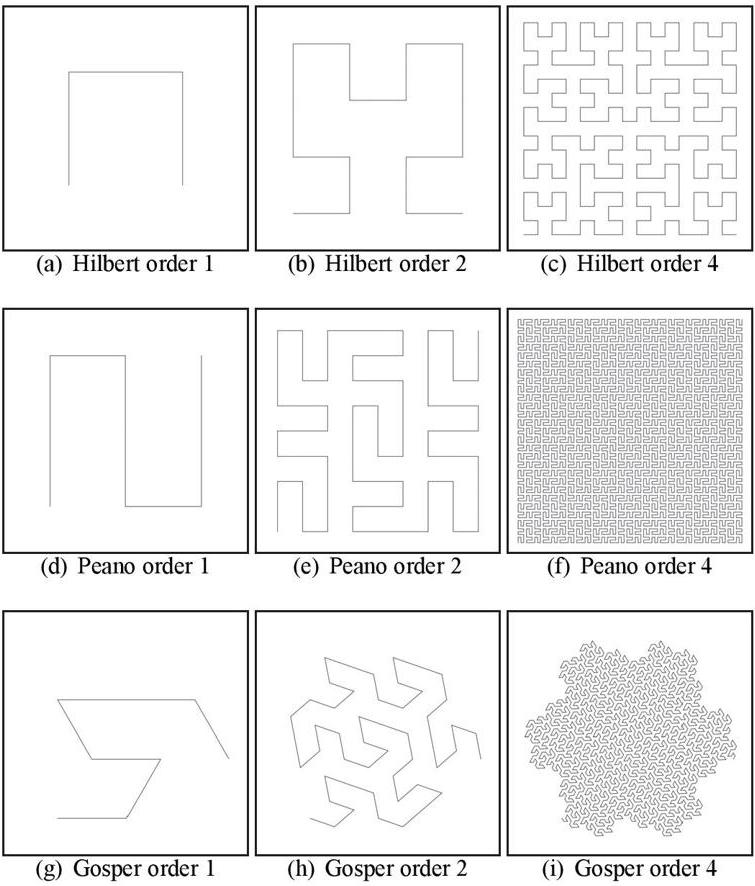 (a) Hilbert order 1
(b) Hilbert order 2
(c) Hilbert order 4
(d) Peano order 1
(e) Peano order 2
(f) Peano order 4
(g) Gosper order 1
(h) Gosper order 2
(i) Gosper order 4